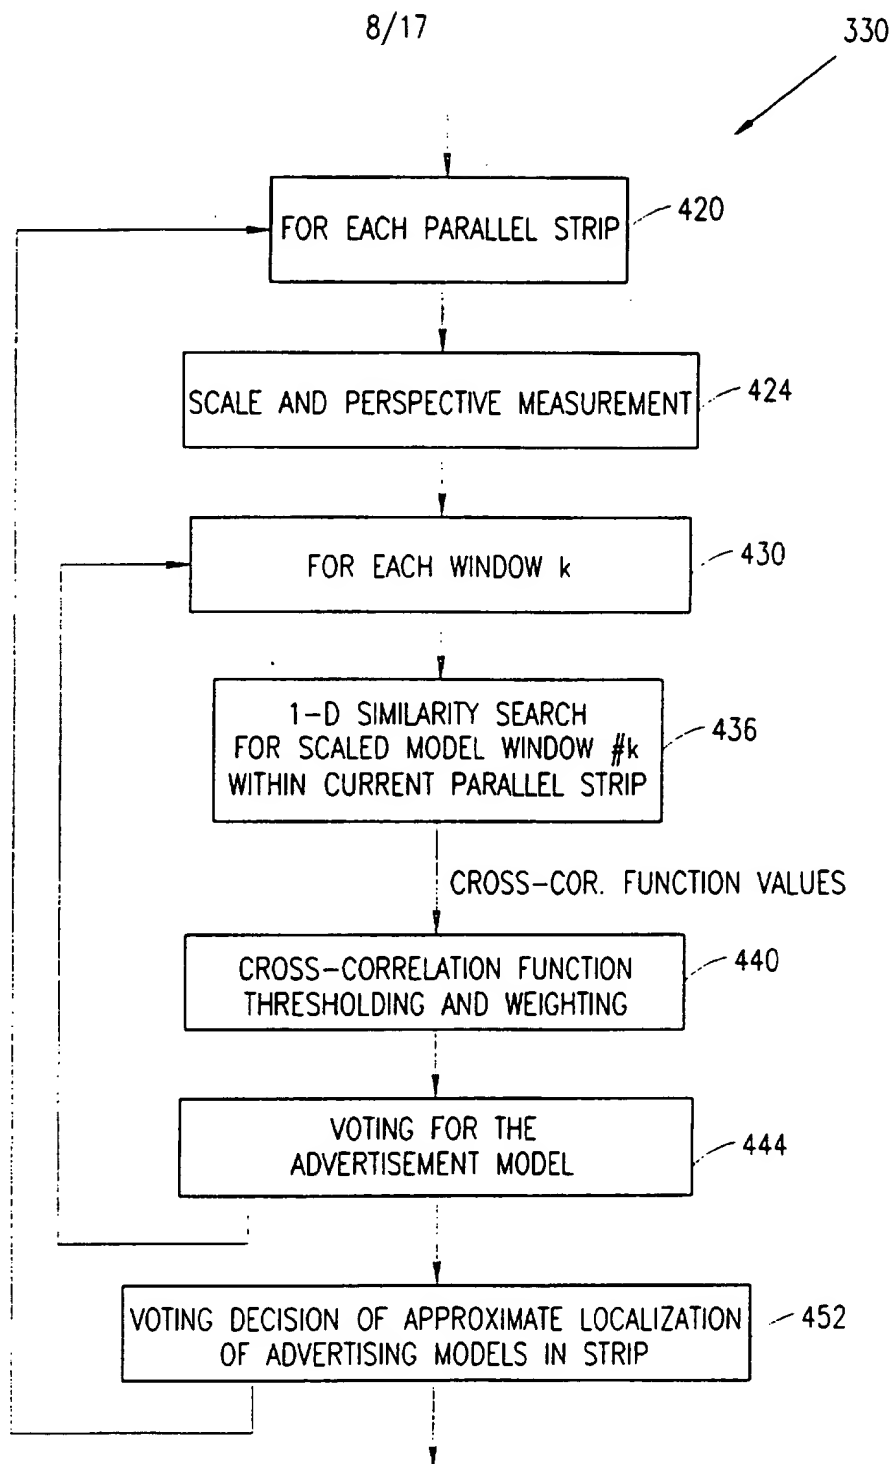 8/17
330
FOR EACH PARALLEL STRIP
420
SCALE AND PERSPECTIVE MEASUREMENT
424
FOR EACH WINDOW k
430
1-D SIMILARITY SEARCH
FOR SCALED MODEL WINDOW #k
WITHIN CURRENT PARALLEL STRIP
436
CROSS-COR. FUNCTION VALUES
CROSS-CORRELATION FUNCTION
THRESHOLDING AND WEIGHTING
440
VOTING FOR THE
ADVERTISEMENT MODEL
444
VOTING DECISION OF APPROXIMATE LOCALIZATION
OF ADVERTISING MODELS IN STRIP
452